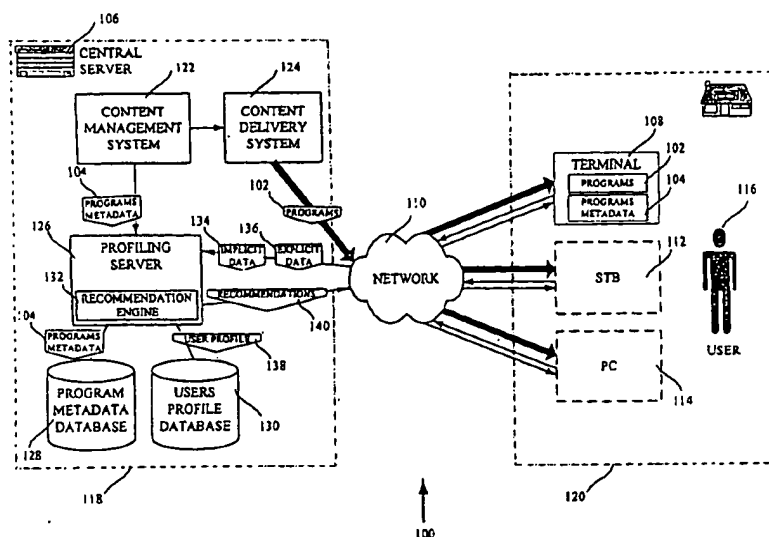 106
CENTRAL
SERVER
122
124
CONTENT
MANAGEMENT
SYSTEM
CONTENT
DELIVERY
SYSTEM
104
PROGRAMS
METADATA
102
PROGRAMS
126
134
136
IMPLICIT
DATA
EXPLICIT
DATA
PROFILING
SERVER
132
RECOMMENDATION
ENGINE
RECOMMENDATIONS
140
104
PROGRAMS
METADATA
USER PROFILE
138
PROGRAM
METADATA
DATABASE
128
USERS
PROFILE
DATABASE
130
118
110
NETWORK
100
108
TERMINAL
102
PROGRAMS
104
PROGRAMS
METADATA
112
STB
PC
114
116
USER
120